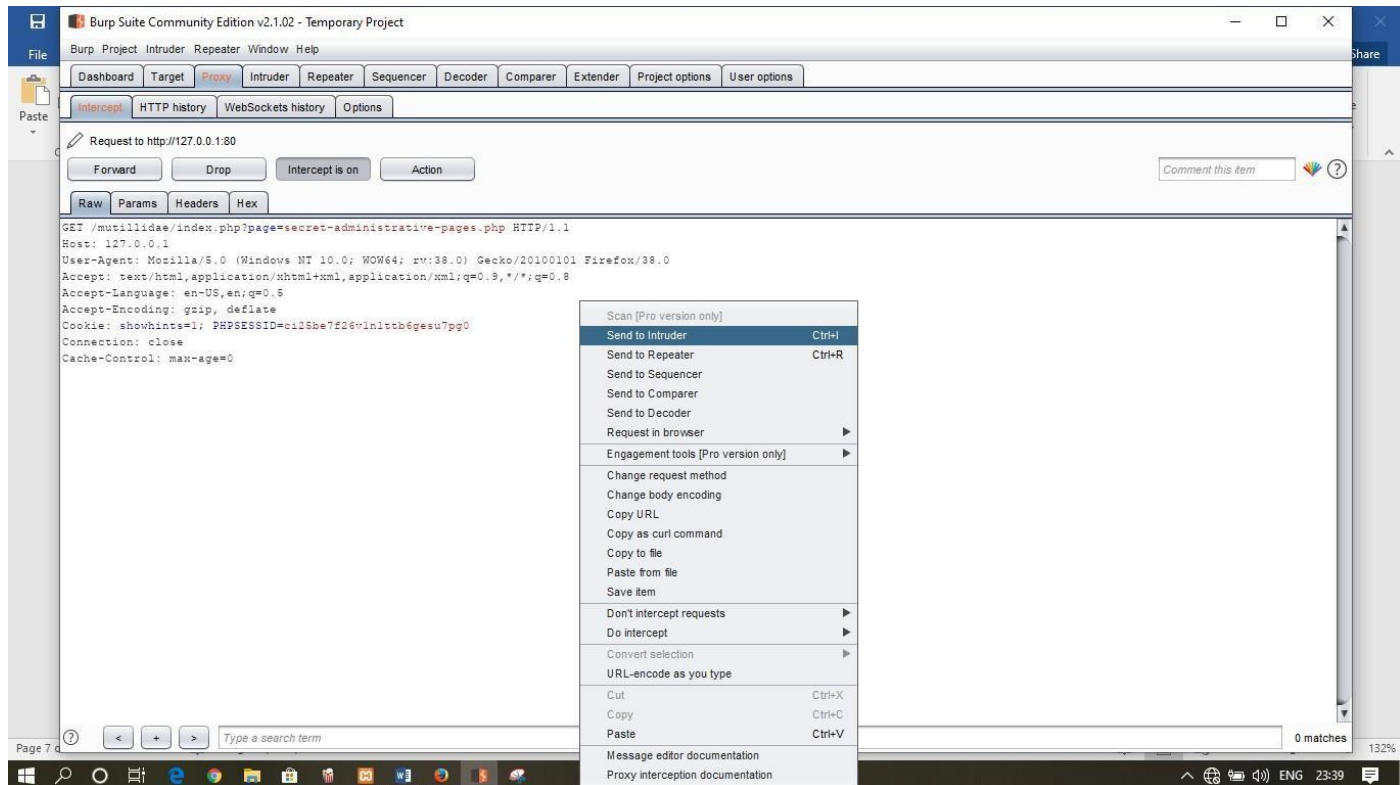 Burp Suite Community Edition v2.1.02 - Temporary Project
File
Share
Burp Project Intruder Repeater Window Help
Dashboard Target Proxy Intruder Repeater Sequencer Decoder Comparer Extender Project options User options
Intercept HTTP history WebSockets history Options
Paste
Request to http://127.0.0.1:80
Forward Drop Intercept is on Action Comment this item
Raw Params Headers Hex
GET /mutillidae/index.php?page=secret-administrative-pages.php HTTP/1.1
Host: 127.0.0.1
User-Agent: Mozilla/5.0 (Windows NT 10.0; WOW64; rv:38.0) Gecko/20100101 Firefox/38.0
Accept: text/html,application/xhtml+xml,application/xml;q=0.9,*/*;q=0.8
Accept-Language: en-US,en;q=0.5
Accept-Encoding: gzip, deflate
Cookie: showhints=1; PHPSESSID=ci25be7f26v1n1ttb6gesu7pg0
Connection: close
Cache-Control: max-age=0
Scan [Pro version only]
Send to Intruder Ctrl+I
Send to Repeater Ctrl+R
Send to Sequencer
Send to Comparer
Send to Decoder
Request in browser
Engagement tools [Pro version only]
Change request method
Change body encoding
Copy URL
Copy as curl command
Copy to file
Paste from file
Save item
Don't intercept requests
Do intercept
Convert selection
URL-encode as you type
Cut Ctrl+X
Copy Ctrl+C
Paste Ctrl+V
Message editor documentation
Proxy interception documentation
? < + > Type a search term 0 matches
Page 7 132%
ENG 23:39